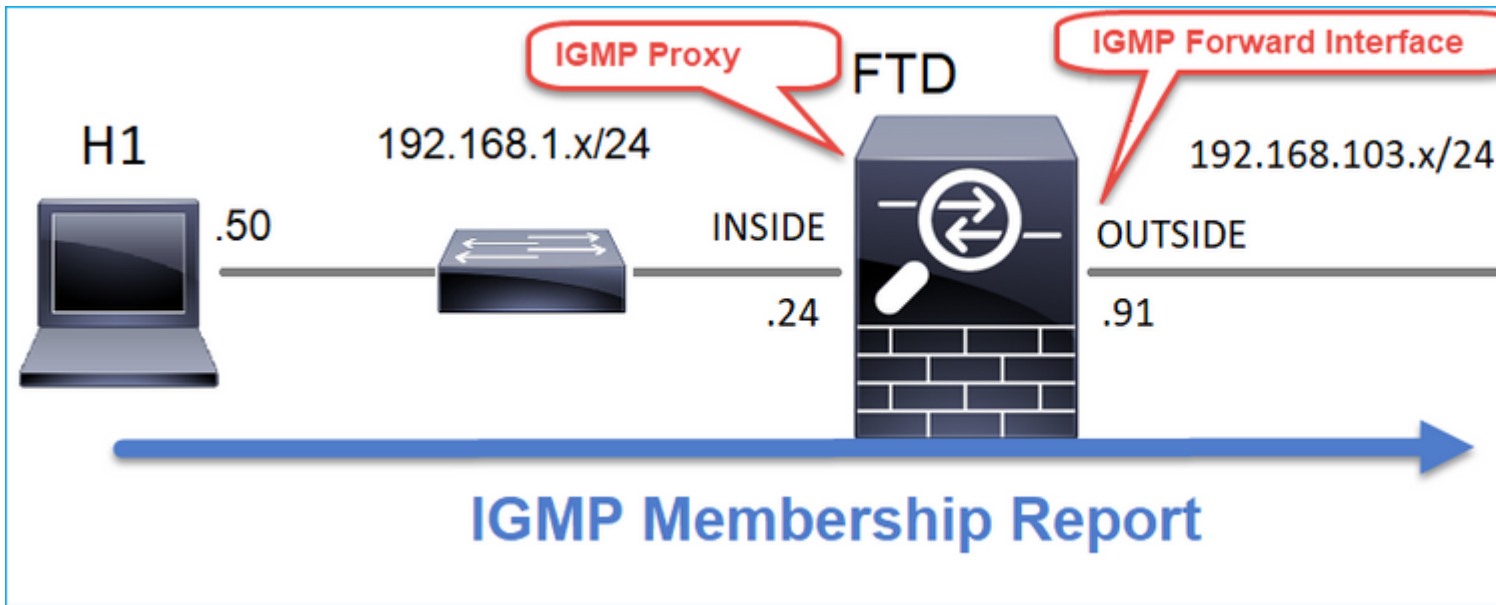 IGMP Proxy
IGMP Forward Interface
FTD
H1
192.168.1.x/24
192.168.103.x/24
.50
INSIDE
OUTSIDE
.24
.91
IGMP Membership Report